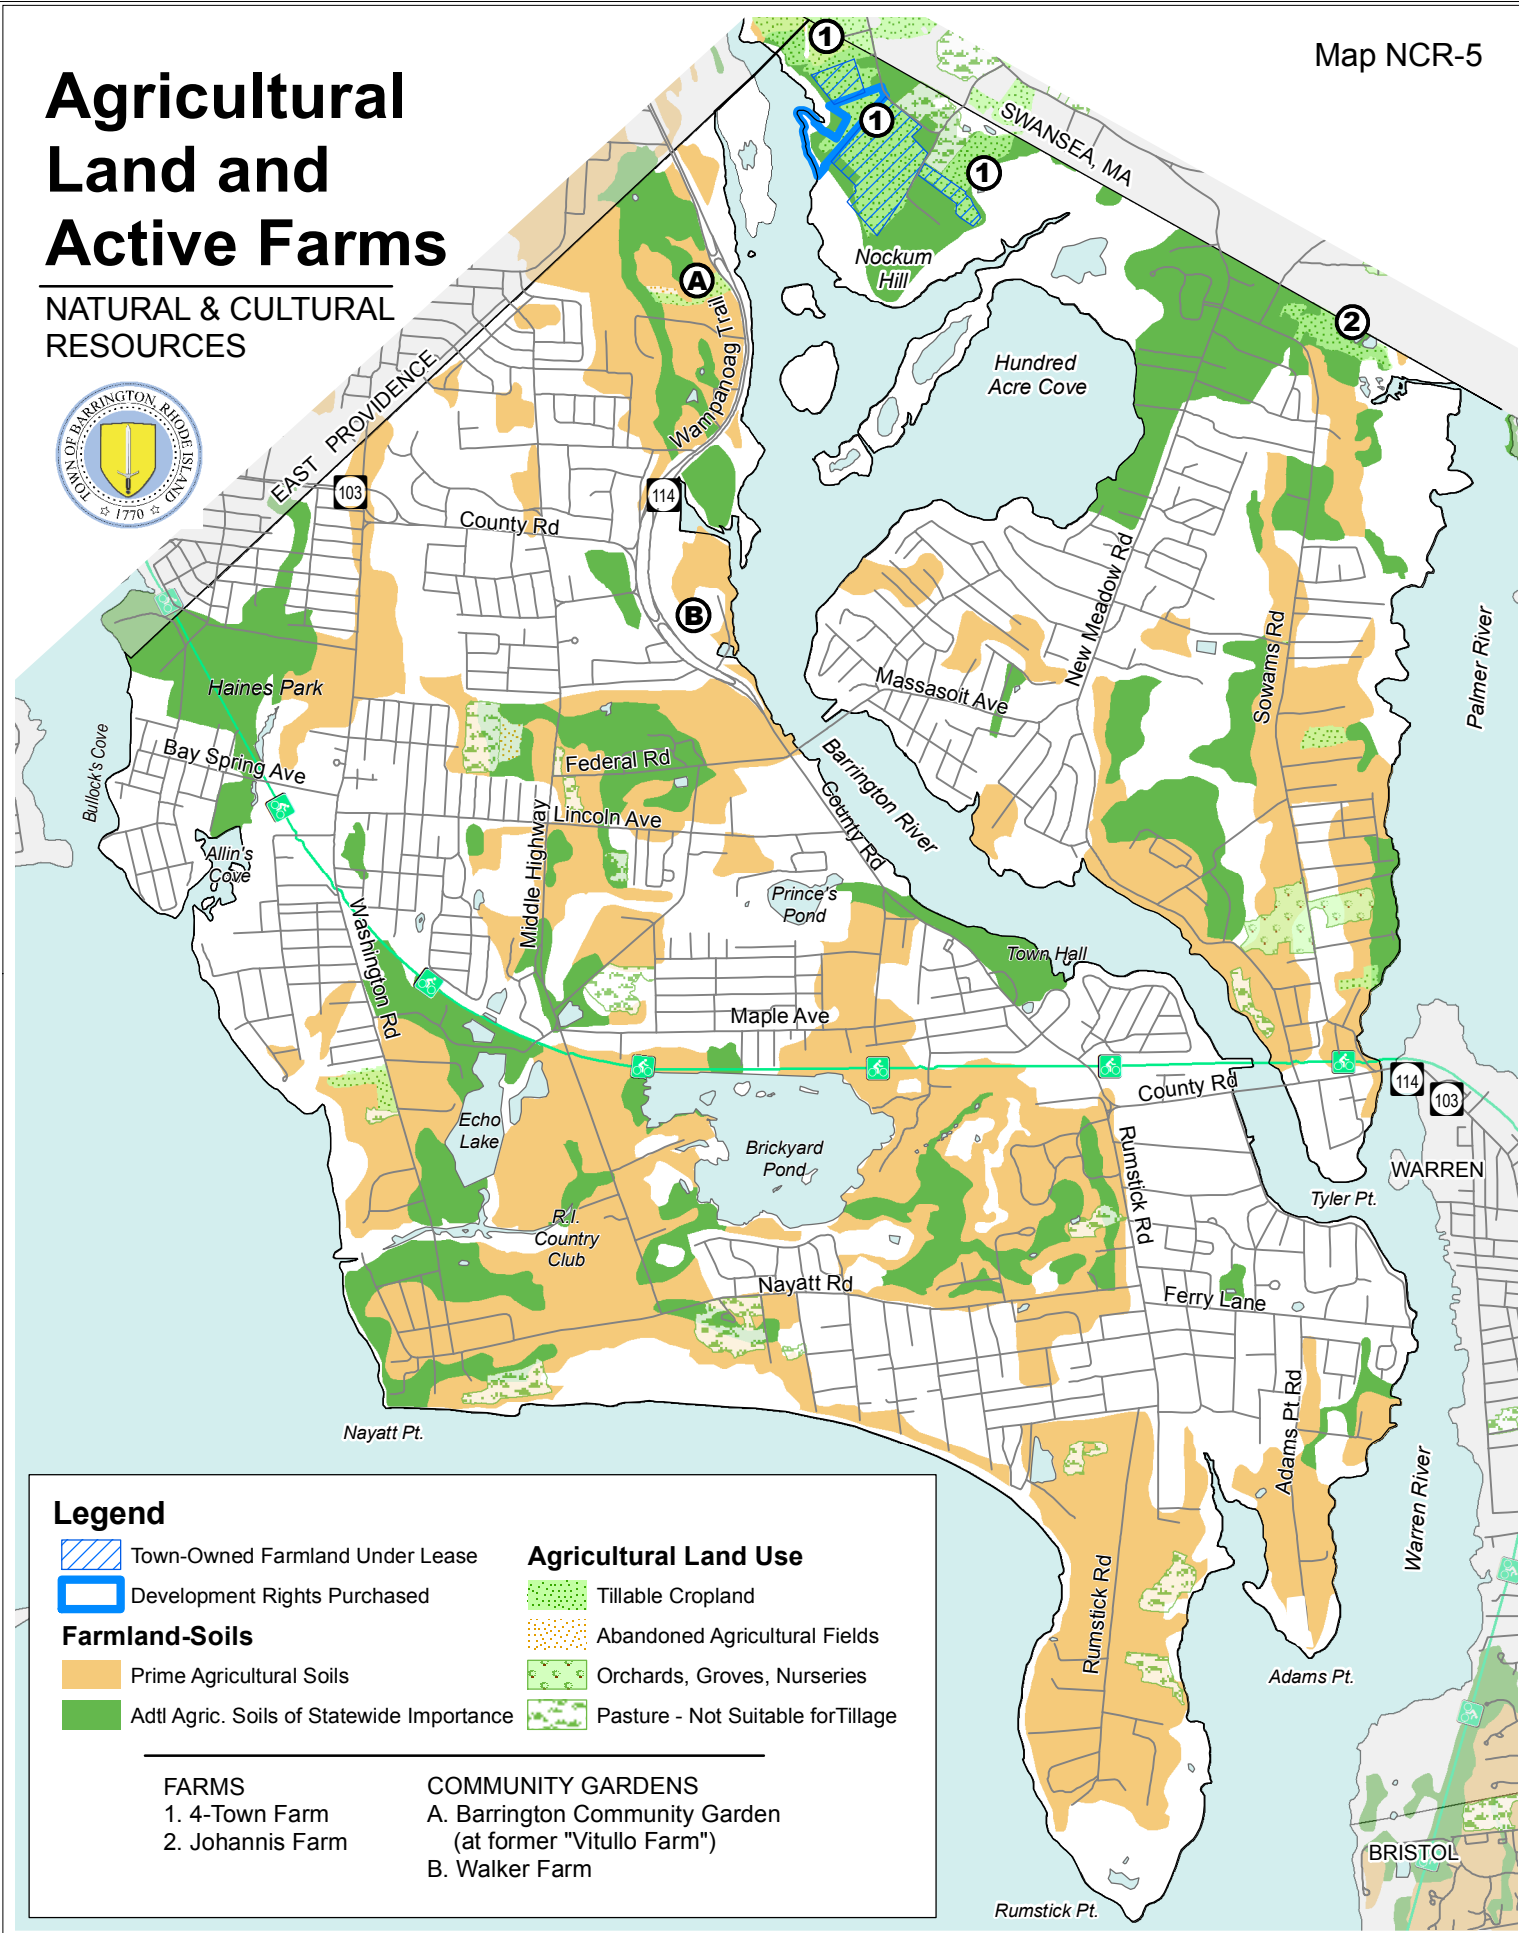 Map NCR-5
Agricultural
Land and
Active Farms
NATURAL & CULTURAL
RESOURCES
TOWN OF BARRINGTON, RHODE ISLAND
☆ 1770 ☆
EAST PROVIDENCE
SWANSEA, MA
1
1
1
2
A
B
Nockum
Hill
Hundred
Acre Cove
Wampanoag Trail
103
114
County Rd
New Meadow Rd
Sowams Rd
Palmer River
Massasoit Ave
Haines Park
Bullock's Cove
Bay Spring Ave
Federal Rd
Lincoln Ave
Barrington River
County Rd
Middle Highway
Allin's
Cove
Prince's
Pond
Washington Rd
Town Hall
Maple Ave
County Rd
114
103
WARREN
Echo
Lake
Brickyard
Pond
Rumstick Rd
Tyler Pt.
R.I.
Country
Club
Nayatt Rd
Ferry Lane
Adams Pt Rd
Nayatt Pt.
Warren River
Rumstick Rd
Adams Pt.
BRISTOL
Rumstick Pt.
Legend
Town-Owned Farmland Under Lease
Development Rights Purchased
Farmland-Soils
Prime Agricultural Soils
Adtl Agric. Soils of Statewide Importance
Agricultural Land Use
Tillable Cropland
Abandoned Agricultural Fields
Orchards, Groves, Nurseries
Pasture - Not Suitable forTillage
FARMS
1. 4-Town Farm
2. Johannis Farm
COMMUNITY GARDENS
A. Barrington Community Garden
(at former "Vitullo Farm")
B. Walker Farm